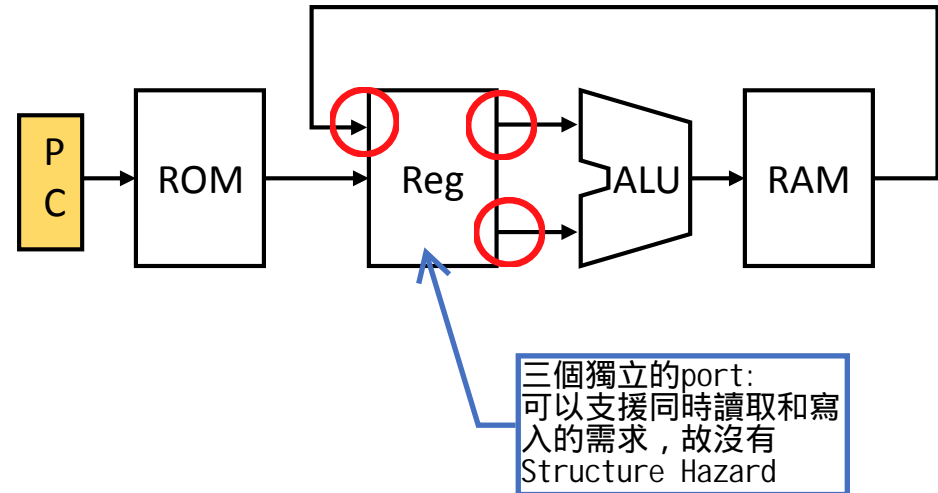 P
C
ROM
Reg
ALU
RAM
三個獨立的port:
可以支援同時讀取和寫
入的需求，故沒有
Structure Hazard